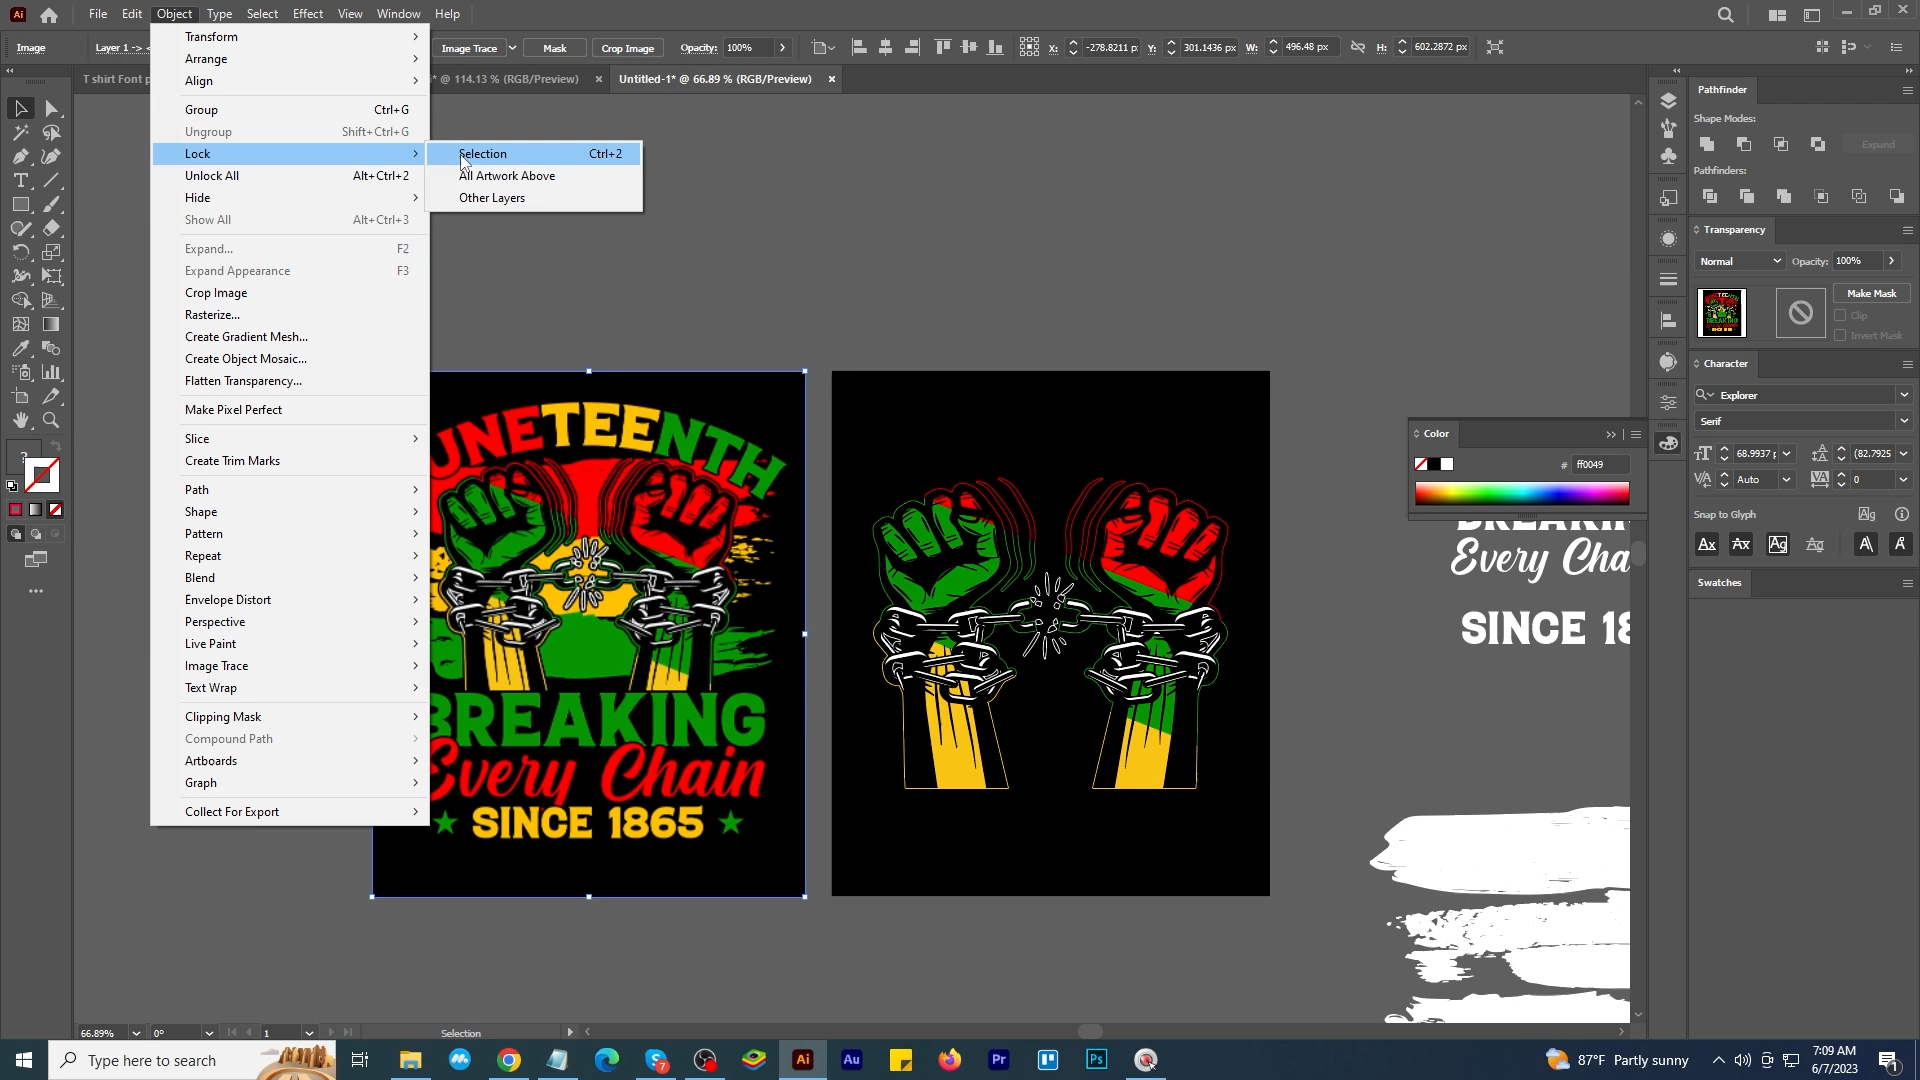 Ai File Edit Object Type Select Effect View Window Help
Image Layer 1 -> < Image Trace Mask Crop Image Opacity: 100% X: -278.8211 p Y: 301.1436 px W: 496.48 px H: 602.2872 px
T shirt Font p * @ 114.13 % (RGB/Preview) × Untitled-1* @ 66.89 % (RGB/Preview) ×
Transform
Arrange
Align
Group Ctrl+G
Ungroup Shift+Ctrl+G
Lock
Unlock All Alt+Ctrl+2
Hide
Show All Alt+Ctrl+3
Expand... F2
Expand Appearance F3
Crop Image
Rasterize...
Create Gradient Mesh...
Create Object Mosaic...
Flatten Transparency...
Make Pixel Perfect
Slice
Create Trim Marks
Path
Shape
Pattern
Repeat
Blend
Envelope Distort
Perspective
Live Paint
Image Trace
Text Wrap
Clipping Mask
Compound Path
Artboards
Graph
Collect For Export
Selection Ctrl+2
All Artwork Above
Other Layers
UNETEENTH
BREAKING
Every Chain
SINCE 1865
Color
# ff0049
BREAKIN
Every Cha
SINCE 18
Pathfinder
Shape Modes:
Expand
Pathfinders:
Transparency
Normal Opacity: 100%
Make Mask
Clip
Invert Mask
Character
Explorer
Serif
68.9937 p (82.7925
Auto 0
Snap to Glyph
Swatches
66.89% 0° 1 Selection
Type here to search
7
Ai Au Pr Ps
87°F Partly sunny
7:09 AM
6/7/2023
1